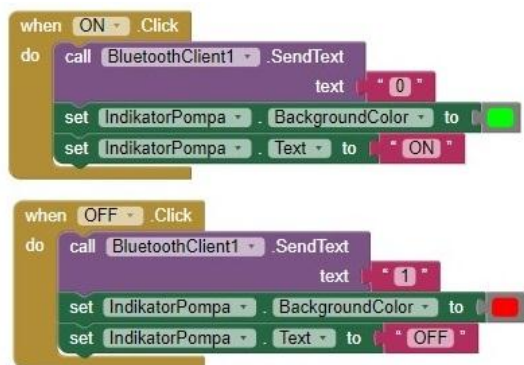 when ON .Click
do call BluetoothClient1 .SendText
text " 0 "
set IndikatorPompa . BackgroundColor to
set IndikatorPompa . Text to " ON "
when OFF .Click
do call BluetoothClient1 .SendText
text " 1 "
set IndikatorPompa . BackgroundColor to
set IndikatorPompa . Text to " OFF "